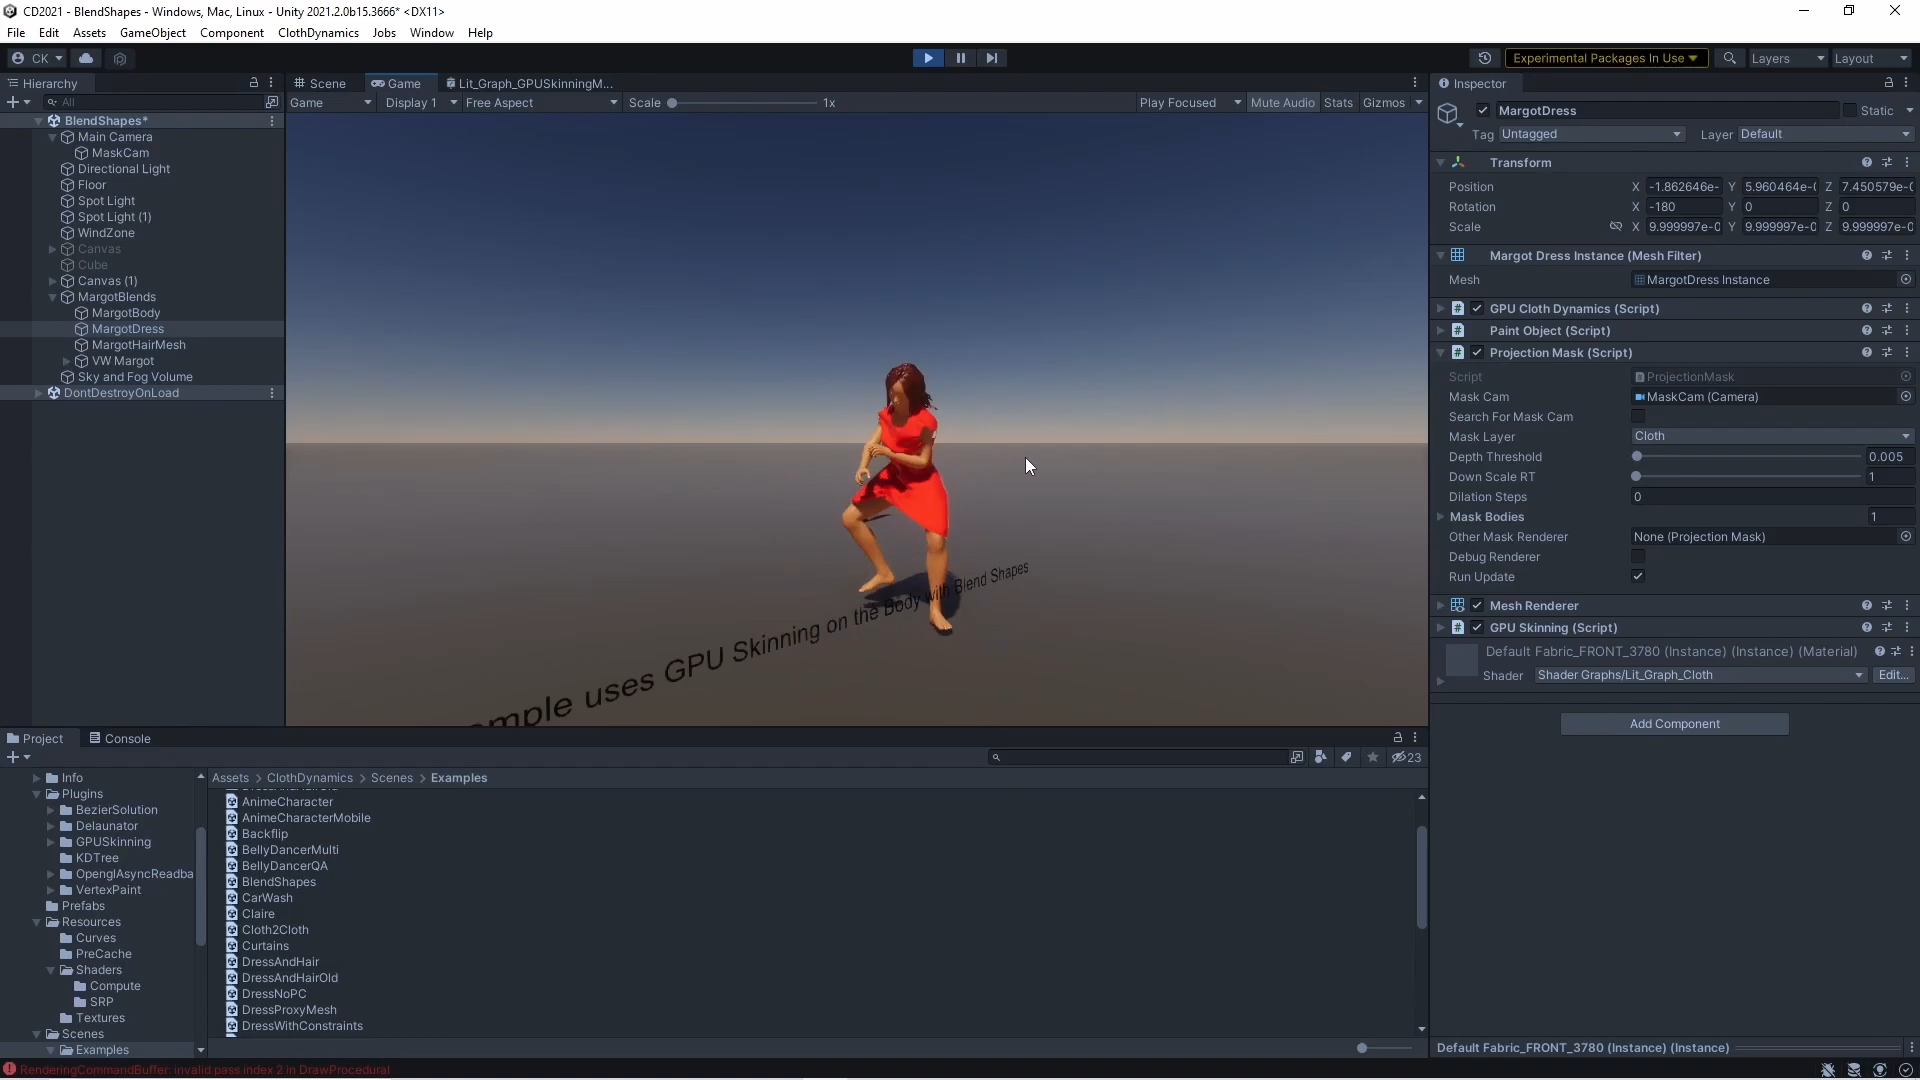 CD2021 - BlendShapes - Windows, Mac, Linux - Unity 2021.2.0b15.3666* <DX11>
File Edit Assets GameObject Component ClothDynamics Jobs Window Help
CK
Experimental Packages In Use
Layers
Layout
Hierarchy
All
BlendShapes*
Main Camera
MaskCam
Directional Light
Floor
Spot Light
Spot Light (1)
WindZone
Canvas
Cube
Canvas (1)
MargotBlends
MargotBody
MargotDress
MargotHairMesh
VW Margot
Sky and Fog Volume
DontDestroyOnLoad
Scene Game Lit_Graph_GPUSkinningM...
Game Display 1 Free Aspect Scale 1x Play Focused Mute Audio Stats Gizmos
mple uses GPU Skinning on the Body with Blend Shapes
Inspector
MargotDress Static
Tag Untagged Layer Default
Transform
Position X -1.862646e- Y 5.960464e-( Z 7.450579e-(
Rotation X -180 Y 0 Z 0
Scale X 9.999997e-0 Y 9.999997e-0 Z 9.999997e-0
Margot Dress Instance (Mesh Filter)
Mesh MargotDress Instance
GPU Cloth Dynamics (Script)
Paint Object (Script)
Projection Mask (Script)
Script ProjectionMask
Mask Cam MaskCam (Camera)
Search For Mask Cam
Mask Layer Cloth
Depth Threshold 0.005
Down Scale RT 1
Dilation Steps 0
Mask Bodies 1
Other Mask Renderer None (Projection Mask)
Debug Renderer
Run Update
Mesh Renderer
GPU Skinning (Script)
Default Fabric_FRONT_3780 (Instance) (Instance) (Material)
Shader Shader Graphs/Lit_Graph_Cloth Edit...
Add Component
Default Fabric_FRONT_3780 (Instance) (Instance)
Project Console
23
Info
Plugins
BezierSolution
Delaunator
GPUSkinning
KDTree
OpenglAsyncReadba
VertexPaint
Prefabs
Resources
Curves
PreCache
Shaders
Compute
SRP
Textures
Scenes
Examples
Assets > ClothDynamics > Scenes > Examples
AnimeCharacter
AnimeCharacterMobile
Backflip
BellyDancerMulti
BellyDancerQA
BlendShapes
CarWash
Claire
Cloth2Cloth
Curtains
DressAndHair
DressAndHairOld
DressNoPC
DressProxyMesh
DressWithConstraints
RenderingCommandBuffer: invalid pass index 2 in DrawProcedural